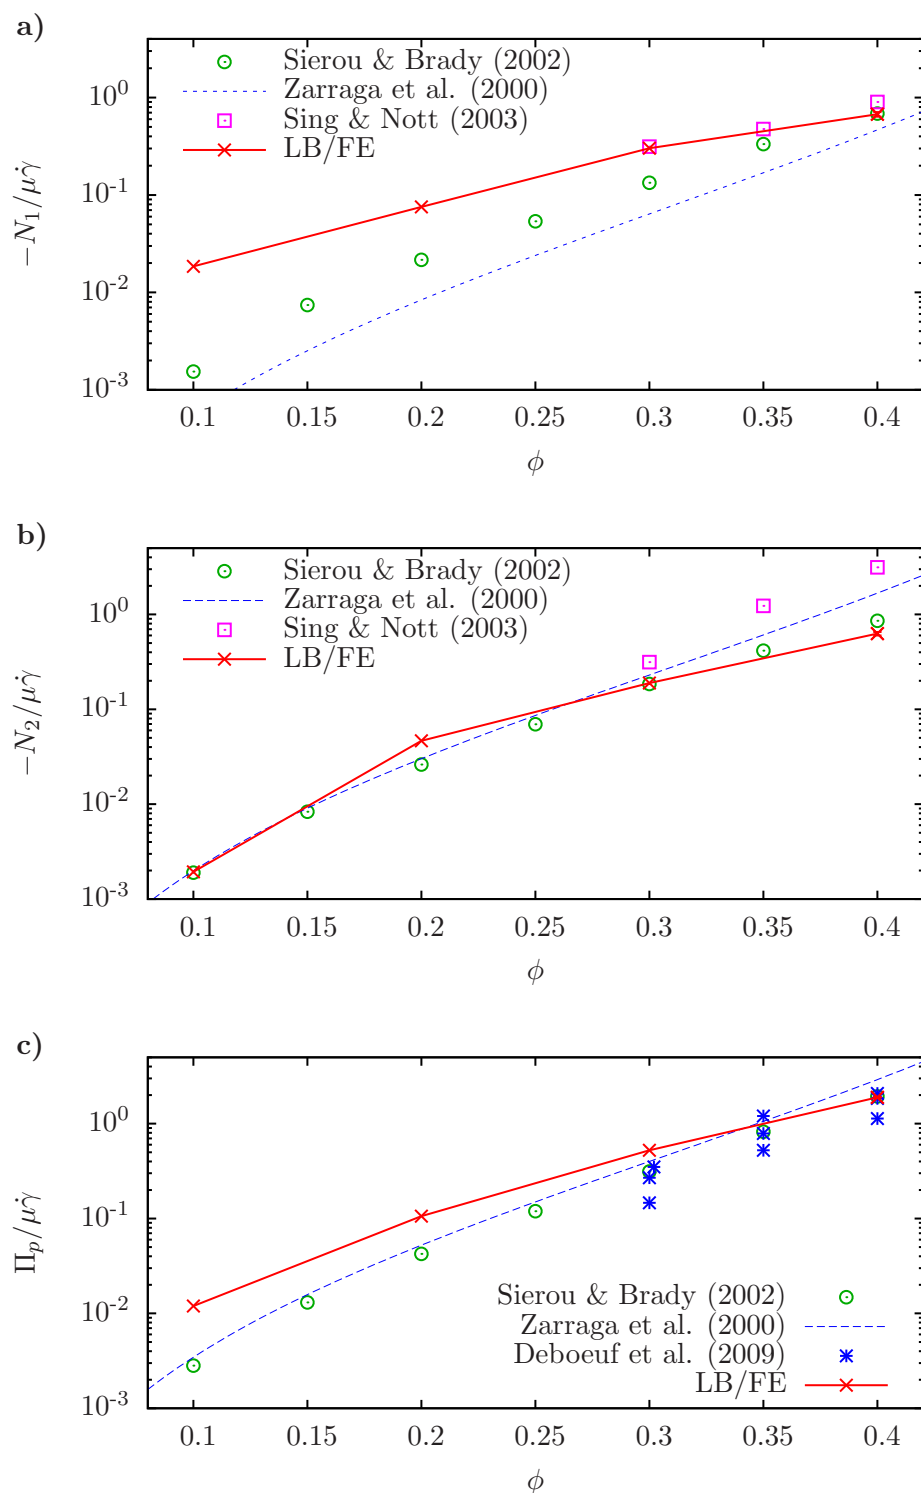 a)
Sierou & Brady (2002)
Zarraga et al. (2000)
Sing & Nott (2003)
LB/FE
10^0
10^-1
10^-2
10^-3
−N_1/μγ̇
0.1 0.15 0.2 0.25 0.3 0.35 0.4
ϕ
b)
Sierou & Brady (2002)
Zarraga et al. (2000)
Sing & Nott (2003)
LB/FE
10^0
10^-1
10^-2
10^-3
−N_2/μγ̇
0.1 0.15 0.2 0.25 0.3 0.35 0.4
ϕ
c)
10^0
10^-1
10^-2
10^-3
Π_p/μγ̇
Sierou & Brady (2002)
Zarraga et al. (2000)
Deboeuf et al. (2009)
LB/FE
0.1 0.15 0.2 0.25 0.3 0.35 0.4
ϕ